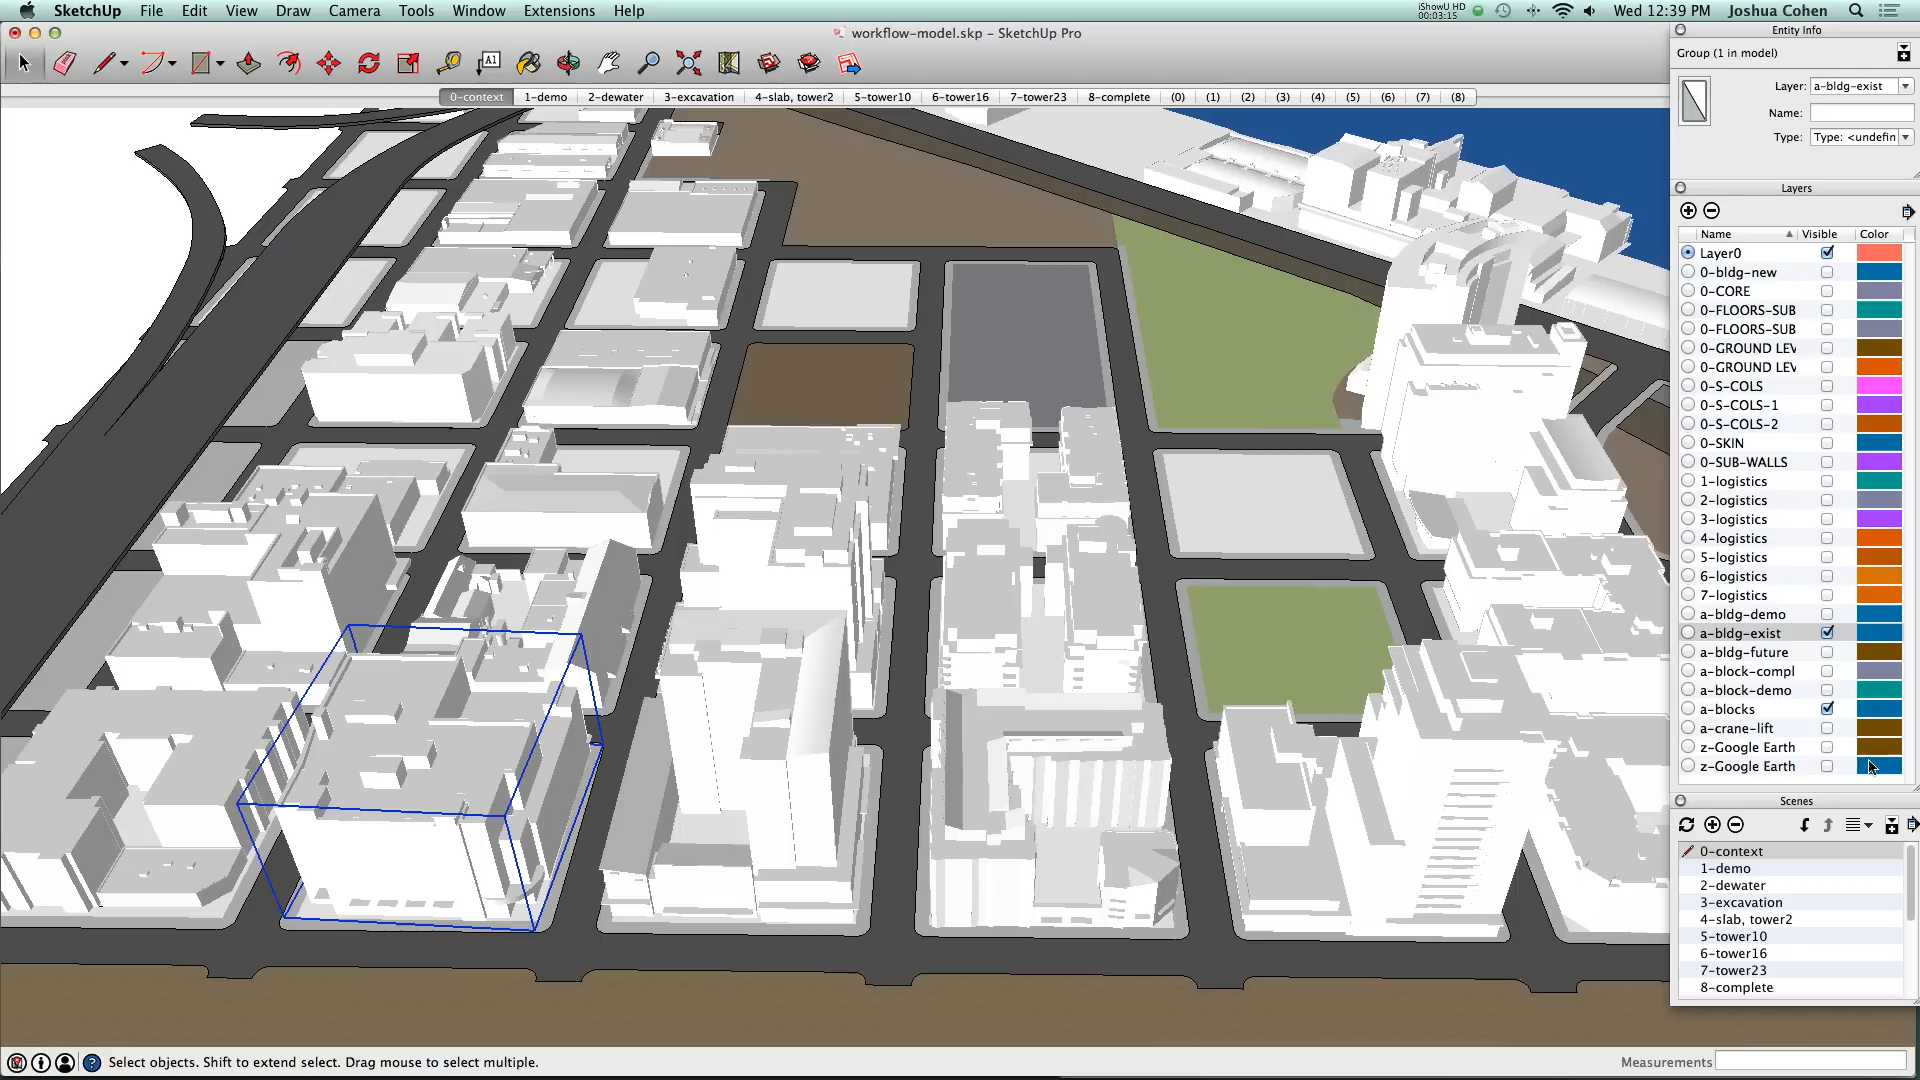 SketchUp File Edit View Draw Camera Tools Window Extensions Help iShowU HD 00:03:15 Wed 12:39 PM Joshua Cohen
workflow-model.skp - SketchUp Pro
A1
0-context 1-demo 2-dewater 3-excavation 4-slab, tower2 5-tower10 6-tower16 7-tower23 8-complete (0) (1) (2) (3) (4) (5) (6) (7) (8)
Entity Info
Group (1 in model)
Layer: a-bldg-exist
Name:
Type: Type: <undefin
Layers
Name Visible Color
Layer0
0-bldg-new
0-CORE
0-FLOORS-SUB
0-FLOORS-SUB
0-GROUND LEV
0-GROUND LEV
0-S-COLS
0-S-COLS-1
0-S-COLS-2
0-SKIN
0-SUB-WALLS
1-logistics
2-logistics
3-logistics
4-logistics
5-logistics
6-logistics
7-logistics
a-bldg-demo
a-bldg-exist
a-bldg-future
a-block-compl
a-block-demo
a-blocks
a-crane-lift
z-Google Earth
z-Google Earth
Scenes
0-context
1-demo
2-dewater
3-excavation
4-slab, tower2
5-tower10
6-tower16
7-tower23
8-complete
Select objects. Shift to extend select. Drag mouse to select multiple. Measurements